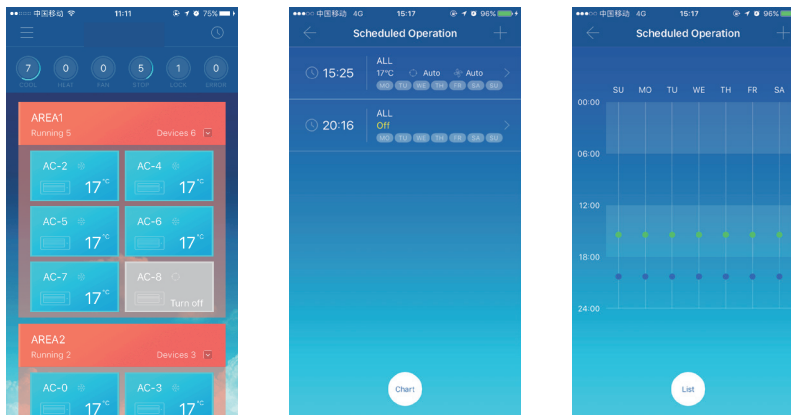 中国移动 11:11 75%
7 0 0 5 1 0
COOL HEAT FAN STOP LOCK ERROR
AREA1
Running 5 Devices 6
AC-2 AC-4
17°C 17°C
AC-5 AC-6
17°C 17°C
AC-7 AC-8
17°C Turn off
AREA2
Running 2 Devices 3
AC-0 AC-3
17°C 17°C
中国移动 4G 15:17 96%
Scheduled Operation
ALL
15:25 17°C Auto Auto
MO TU WE TH FR SA SU
ALL
20:16 Off
MO TU WE TH FR SA SU
Chart
中国移动 4G 15:17 96%
Scheduled Operation
SU MO TU WE TH FR SA
00:00
06:00
12:00
18:00
24:00
List